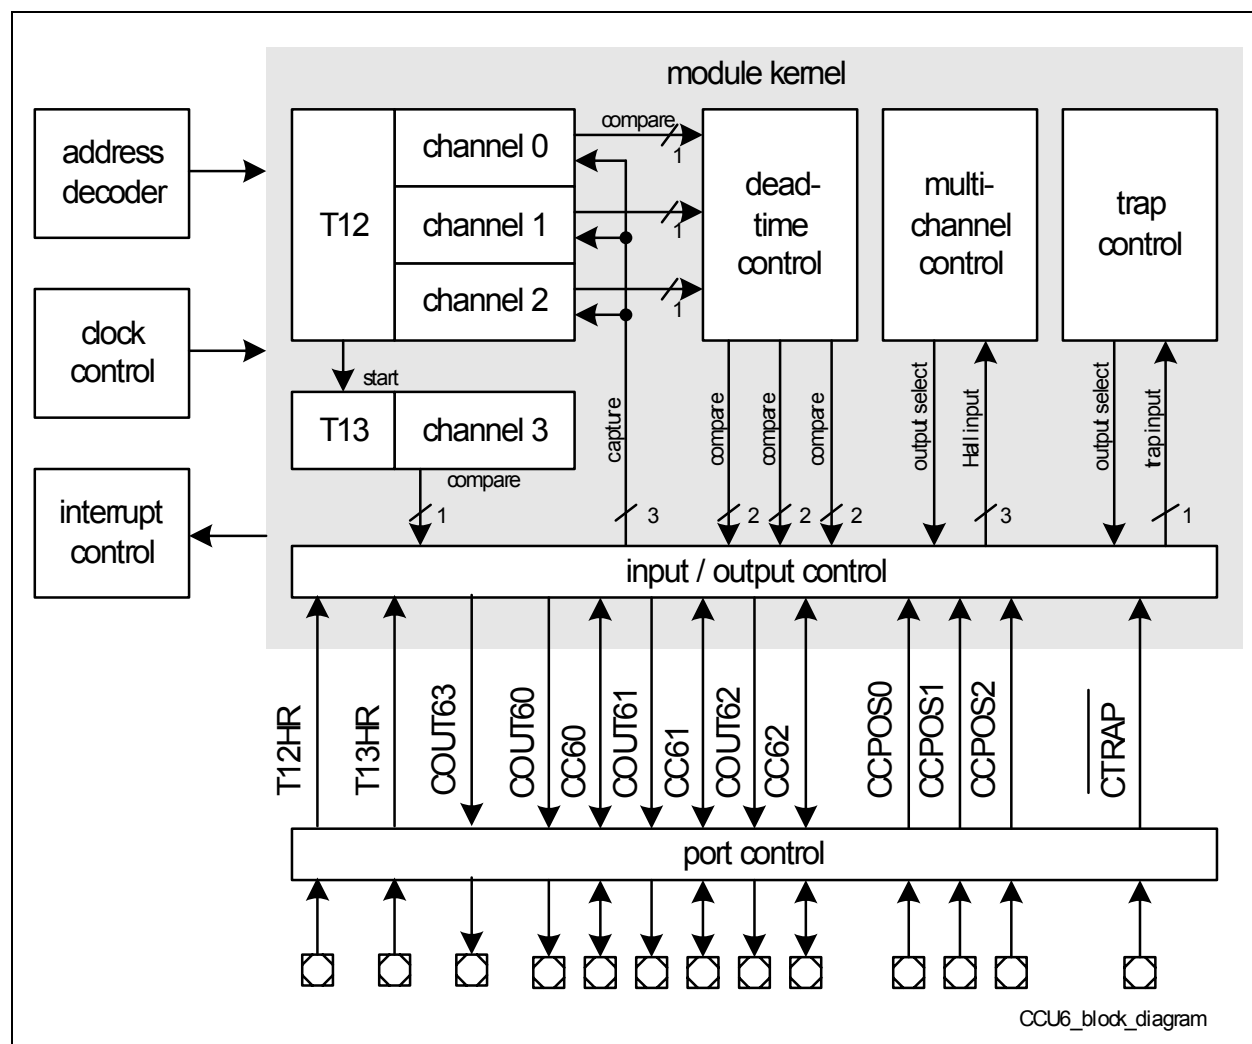 module kernel
address
decoder
clock
control
interrupt
control
T12
channel 0
channel 1
channel 2
compare
1
1
1
dead-
time
control
multi-
channel
control
trap
control
start
T13
channel 3
compare
1
capture
3
compare
2
compare
2
compare
2
output select
Hall input
3
output select
trap input
1
input / output control
T12HR
T13HR
COUT63
COUT60
CC60
COUT61
CC61
COUT62
CC62
CCPOS0
CCPOS1
CCPOS2
CTRAP
port control
CCU6_block_diagram